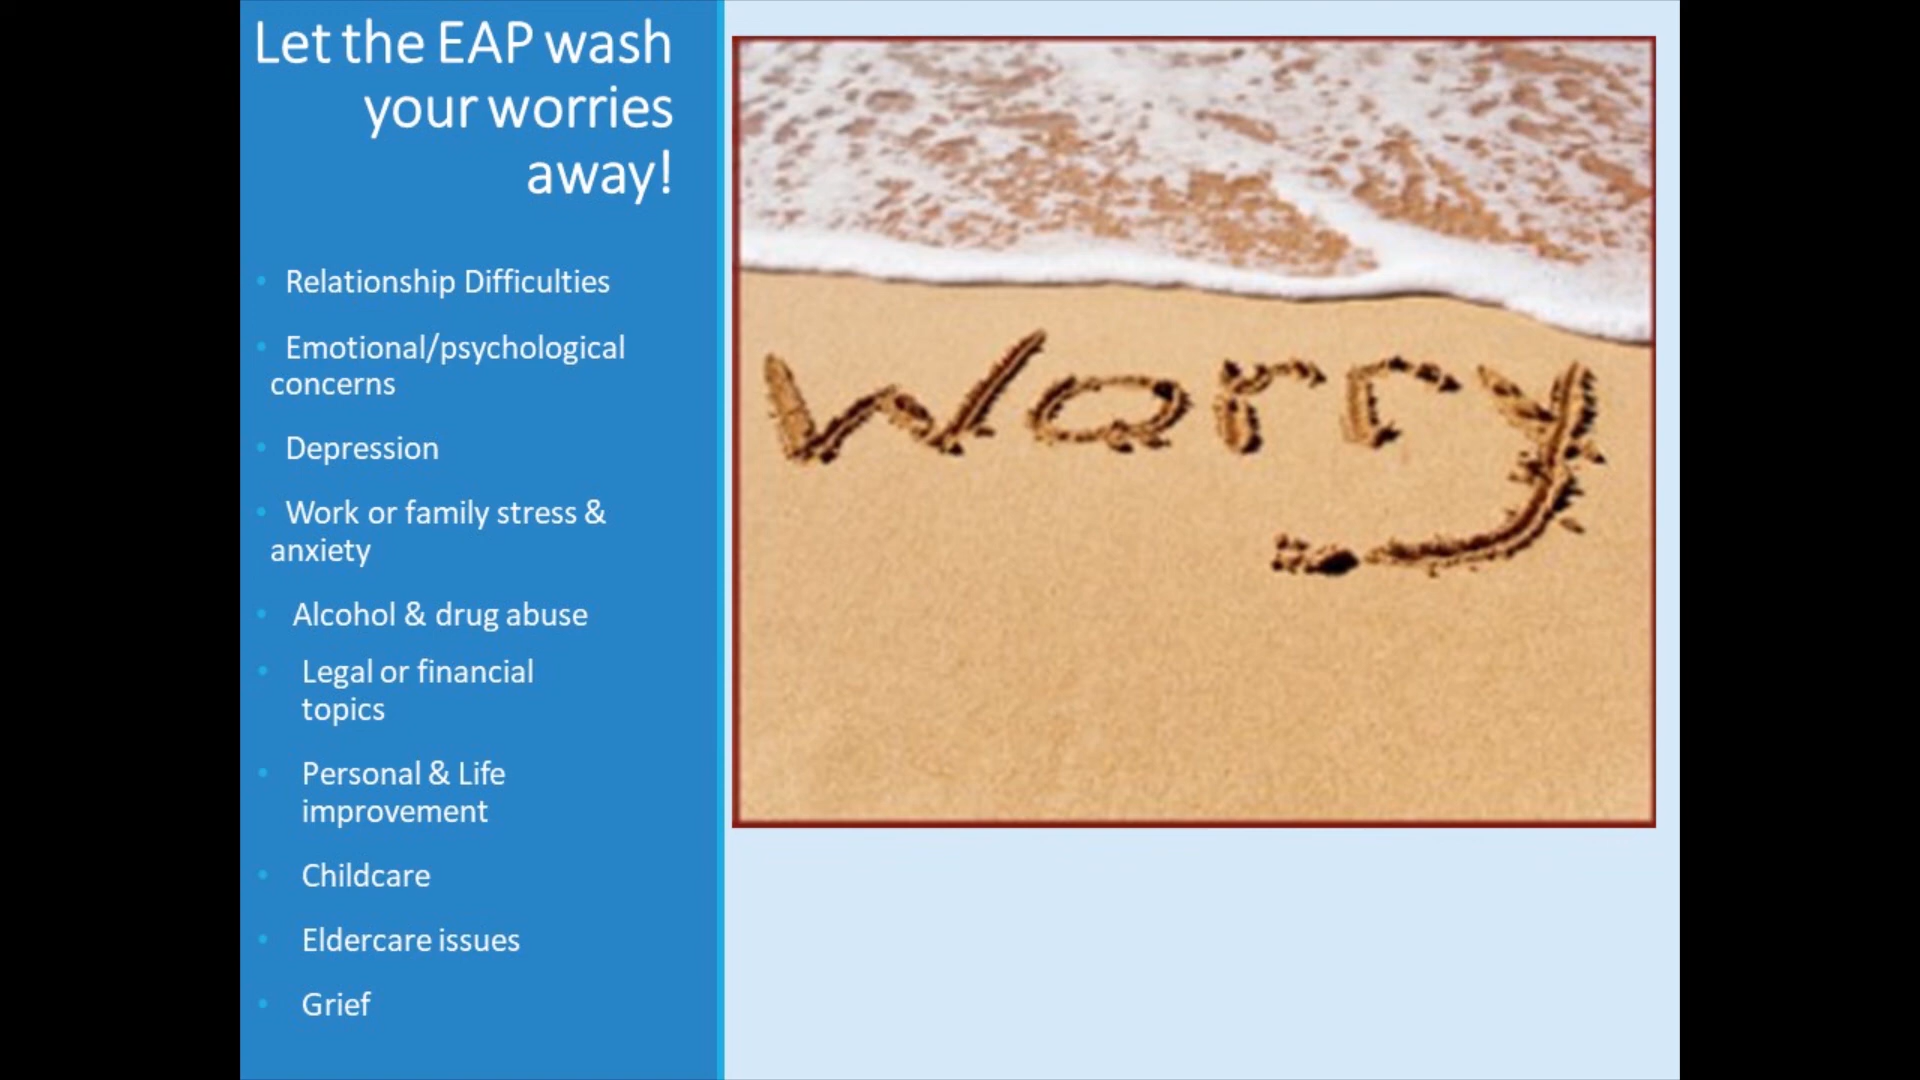 Let the EAP wash
your worries
away!
• Relationship Difficulties
• Emotional/psychological
concerns
• Depression
• Work or family stress &
anxiety
• Alcohol & drug abuse
• Legal or financial
topics
• Personal & Life
improvement
• Childcare
• Eldercare issues
• Grief
Worry